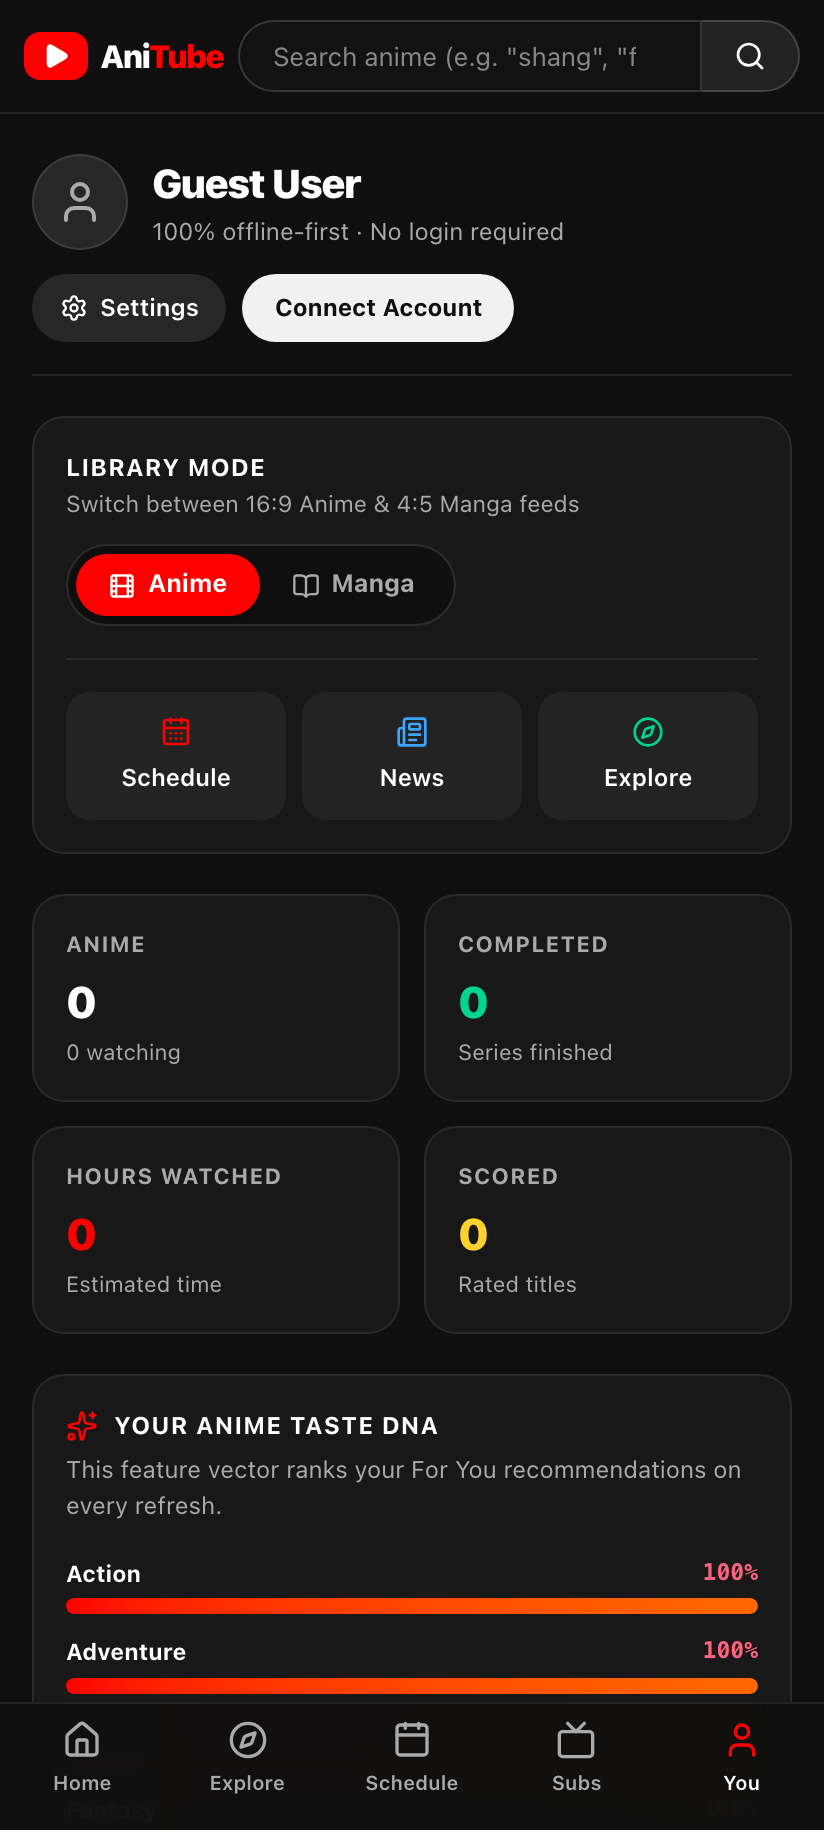 AniTube
Search anime (e.g. "shang", "f
Guest User
100% offline-first · No login required
Settings
Connect Account
LIBRARY MODE
Switch between 16:9 Anime & 4:5 Manga feeds
Anime
Manga
Schedule
News
Explore
ANIME
0
0 watching
COMPLETED
0
Series finished
HOURS WATCHED
0
Estimated time
SCORED
0
Rated titles
YOUR ANIME TASTE DNA
This feature vector ranks your For You recommendations on
every refresh.
Action 100%
Adventure 100%
Home
Explore
Schedule
Subs
You
Fantasy